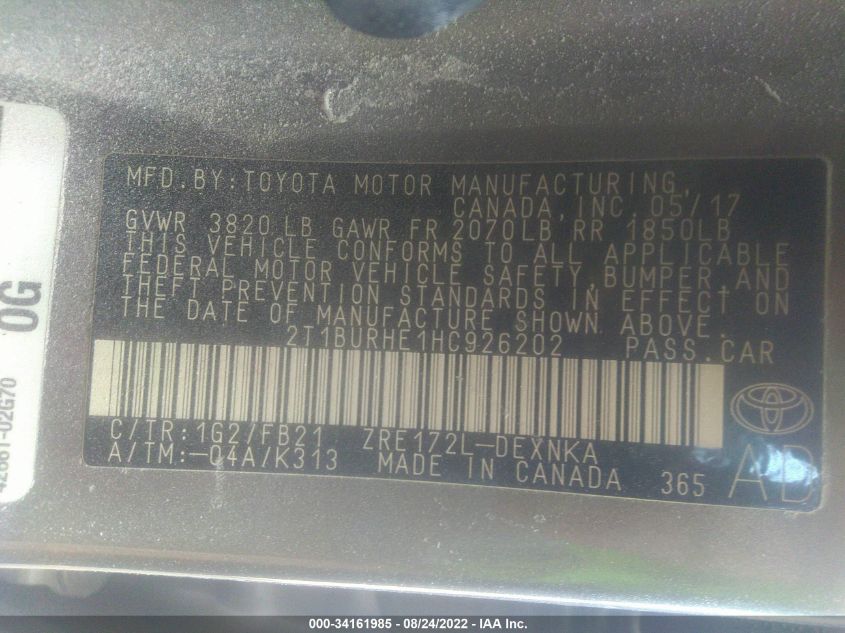 MFD.BY:TOYOTA MOTOR MANUFACTURING,
CANADA,INC.05/17
GVWR 3820 LB GAWR FR 2070LB RR 1850LB
THIS VEHICLE CONFORMS TO ALL APPLICABLE
FEDERAL MOTOR VEHICLE SAFETY,BUMPER,AND
THEFT PREVENTION STANDARDS IN EFFECT ON
THE DATE OF MANUFACTURE SHOWN ABOVE.
2T1BURHE1HC926202 PASS.CAR
C/TR:1G2/FB21 ZRE172L-DEXNKA
A/TM:-04A/K313 MADE IN CANADA 365 AD
0G
42661-02G70
000-34161985 - 08/24/2022 - IAA Inc.